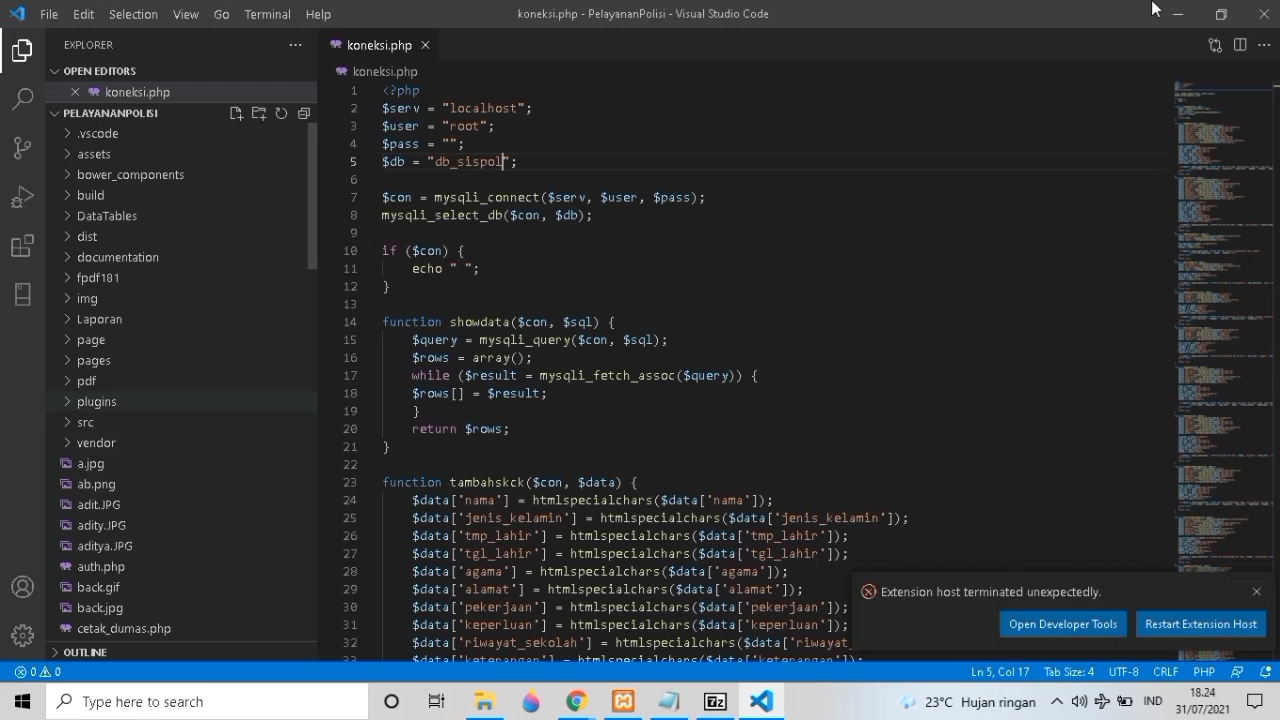 File Edit Selection View Go Terminal Help
koneksi.php - PelayananPolisi - Visual Studio Code
EXPLORER
OPEN EDITORS
koneksi.php
PELAYANANPOLISI
.vscode
assets
bower_components
build
DataTables
dist
documentation
fpdf181
img
Laporan
page
pages
pdf
plugins
src
vendor
a.jpg
ab.png
adit.JPG
adity.JPG
aditya.JPG
auth.php
back.gif
back.jpg
cetak_dumas.php
OUTLINE
koneksi.php
koneksi.php
1 <?php
2 $serv = "localhost";
3 $user = "root";
4 $pass = "";
5 $db = "db_sispol";
6
7 $con = mysqli_connect($serv, $user, $pass);
8 mysqli_select_db($con, $db);
9
10 if ($con) {
11 echo " ";
12 }
13
14 function showdata($con, $sql) {
15 $query = mysqli_query($con, $sql);
16 $rows = array();
17 while ($result = mysqli_fetch_assoc($query)) {
18 $rows[] = $result;
19 }
20 return $rows;
21 }
22
23 function tambahskck($con, $data) {
24 $data['nama'] = htmlspecialchars($data['nama']);
25 $data['jenis_kelamin'] = htmlspecialchars($data['jenis_kelamin']);
26 $data['tmp_lahir'] = htmlspecialchars($data['tmp_lahir']);
27 $data['tgl_lahir'] = htmlspecialchars($data['tgl_lahir']);
28 $data['agama'] = htmlspecialchars($data['agama']);
29 $data['alamat'] = htmlspecialchars($data['alamat']);
30 $data['pekerjaan'] = htmlspecialchars($data['pekerjaan']);
31 $data['keperluan'] = htmlspecialchars($data['keperluan']);
32 $data['riwayat_sekolah'] = htmlspecialchars($data['riwayat_
33
Extension host terminated unexpectedly.
Open Developer Tools
Restart Extension Host
0 0
Ln 5, Col 17 Tab Size: 4 UTF-8 CRLF PHP
Type here to search
23°C Hujan ringan
IND
18.24
31/07/2021